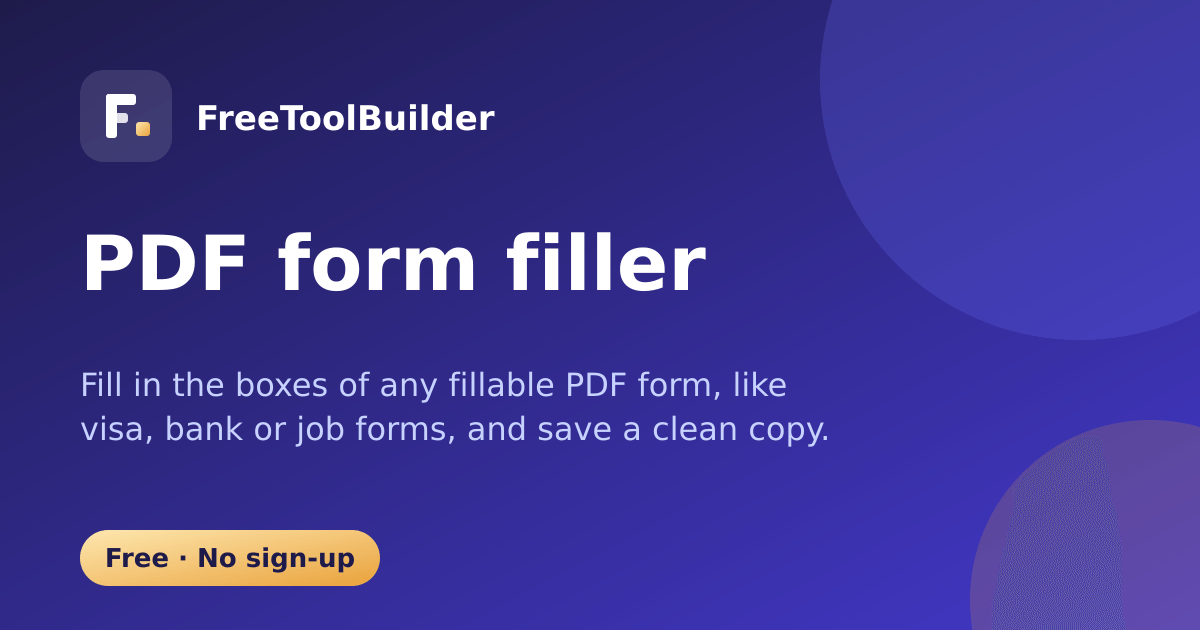 FreeToolBuilder
PDF form filler
Fill in the boxes of any fillable PDF form, like
visa, bank or job forms, and save a clean copy.
Free · No sign-up